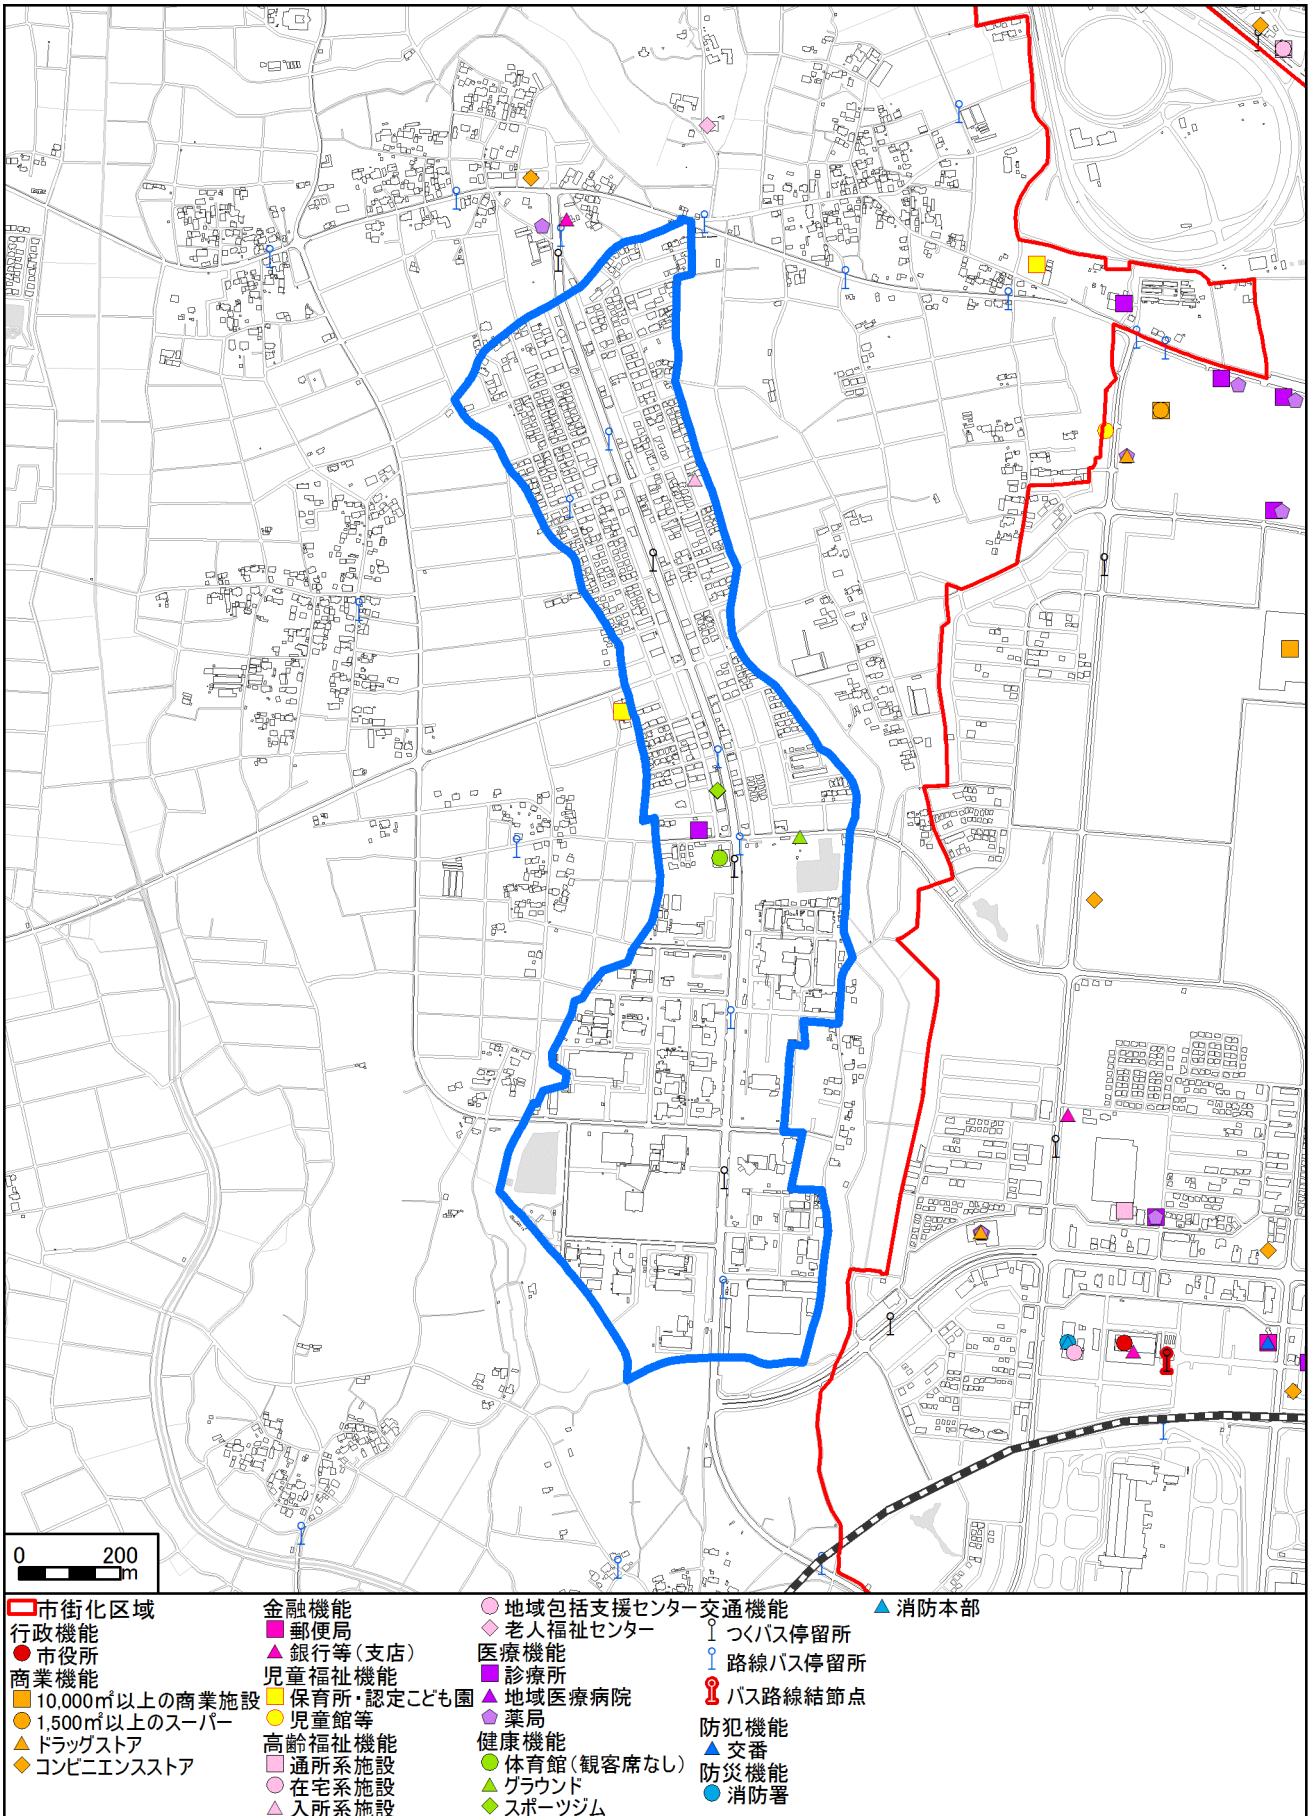 0 200
m
市街化区域
行政機能
市役所
商業機能
10,000㎡以上の商業施設
1,500㎡以上のスーパー
ドラッグストア
コンビニエンスストア
金融機能
郵便局
銀行等(支店)
児童福祉機能
保育所・認定こども園
児童館等
高齢福祉機能
通所系施設
在宅系施設
入所系施設
地域包括支援センター
老人福祉センター
医療機能
診療所
地域医療病院
薬局
健康機能
体育館(観客席なし)
グラウンド
スポーツジム
交通機能
つくバス停留所
路線バス停留所
バス路線結節点
防犯機能
交番
防災機能
消防署
消防本部